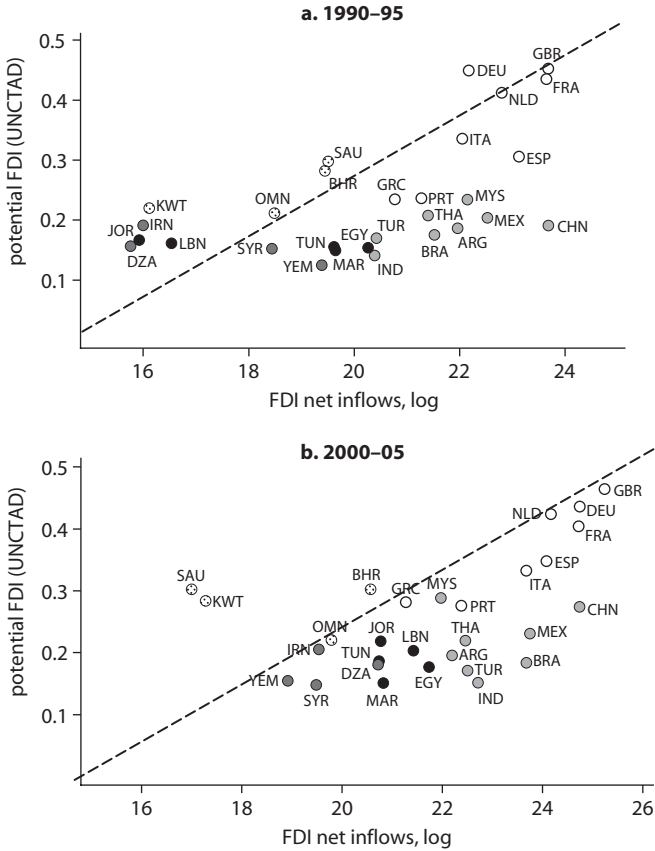 a. 1990–95
potential FDI (UNCTAD)
0.5
0.4
0.3
0.2
0.1
GBR
DEU
FRA
NLD
ITA
ESP
SAU
BHR
GRC
PRT
MYS
KWT
OMN
THA
MEX
CHN
IRN
JOR
LBN
DZA
SYR
TUN
EGY
TUR
BRA
ARG
YEM
MAR
IND
16
18
20
22
24
FDI net inflows, log
b. 2000–05
potential FDI (UNCTAD)
0.5
0.4
0.3
0.2
0.1
GBR
NLD
DEU
FRA
ESP
ITA
SAU
KWT
BHR
GRC
MYS
PRT
CHN
OMN
JOR
LBN
THA
MEX
IRN
TUN
ARG
BRA
DZA
TUR
YEM
SYR
MAR
EGY
IND
16
18
20
22
24
26
FDI net inflows, log